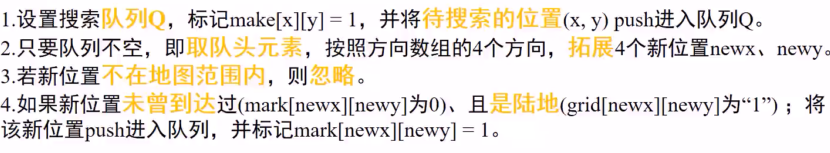 1.设置搜索队列Q，标记make[x][y] = 1，并将待搜索的位置(x, y) push进入队列Q。
2.只要队列不空，即取队头元素，按照方向数组的4个方向，拓展4个新位置newx、newy。
3.若新位置不在地图范围内，则忽略。
4.如果新位置未曾到达过(mark[newx][newy]为0)、且是陆地(grid[newx][newy]为“1”)；将
该新位置push进入队列，并标记mark[newx][newy] = 1。